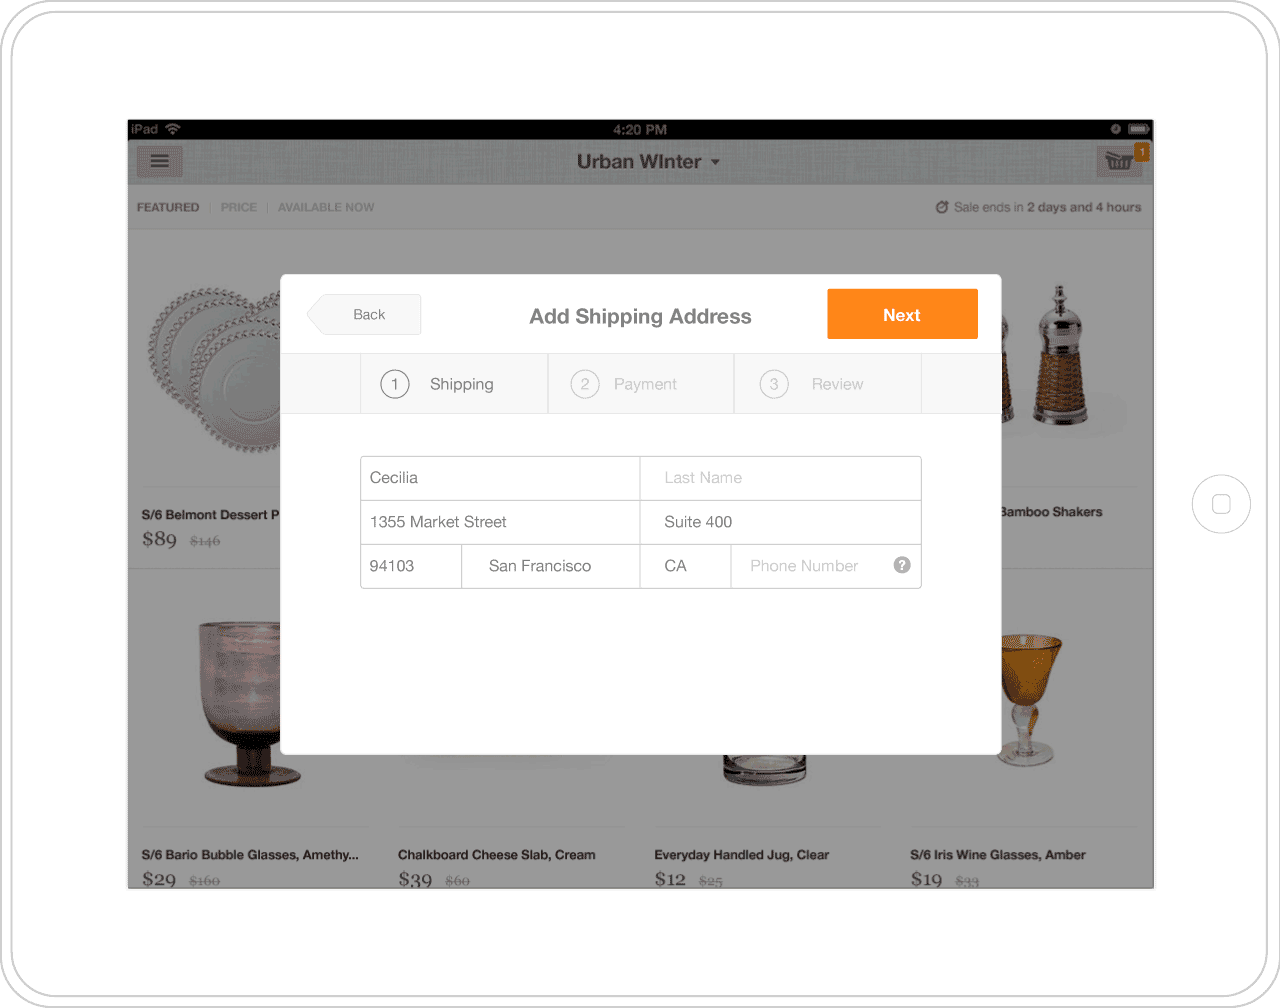 iPad 4:20 PM
Urban WInter 1
FEATURED PRICE AVAILABLE NOW Sale ends in 2 days and 4 hours
Back Add Shipping Address Next
1 Shipping 2 Payment 3 Review
Cecilia Last Name
1355 Market Street Suite 400
94103 San Francisco CA Phone Number ?
S/6 Belmont Dessert P Bamboo Shakers
$89 $146
S/6 Bario Bubble Glasses, Amethy... Chalkboard Cheese Slab, Cream Everyday Handled Jug, Clear S/6 Iris Wine Glasses, Amber
$29 $160 $39 $60 $12 $25 $19 $33